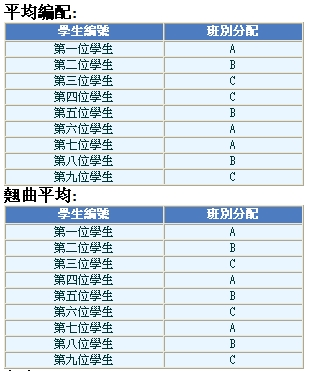 平均編配:
學生編號 班別分配
第一位學生 A
第二位學生 B
第三位學生 C
第四位學生 C
第五位學生 B
第六位學生 A
第七位學生 A
第八位學生 B
第九位學生 C
翹曲平均:
學生編號 班別分配
第一位學生 A
第二位學生 B
第三位學生 C
第四位學生 A
第五位學生 B
第六位學生 C
第七位學生 A
第八位學生 B
第九位學生 C